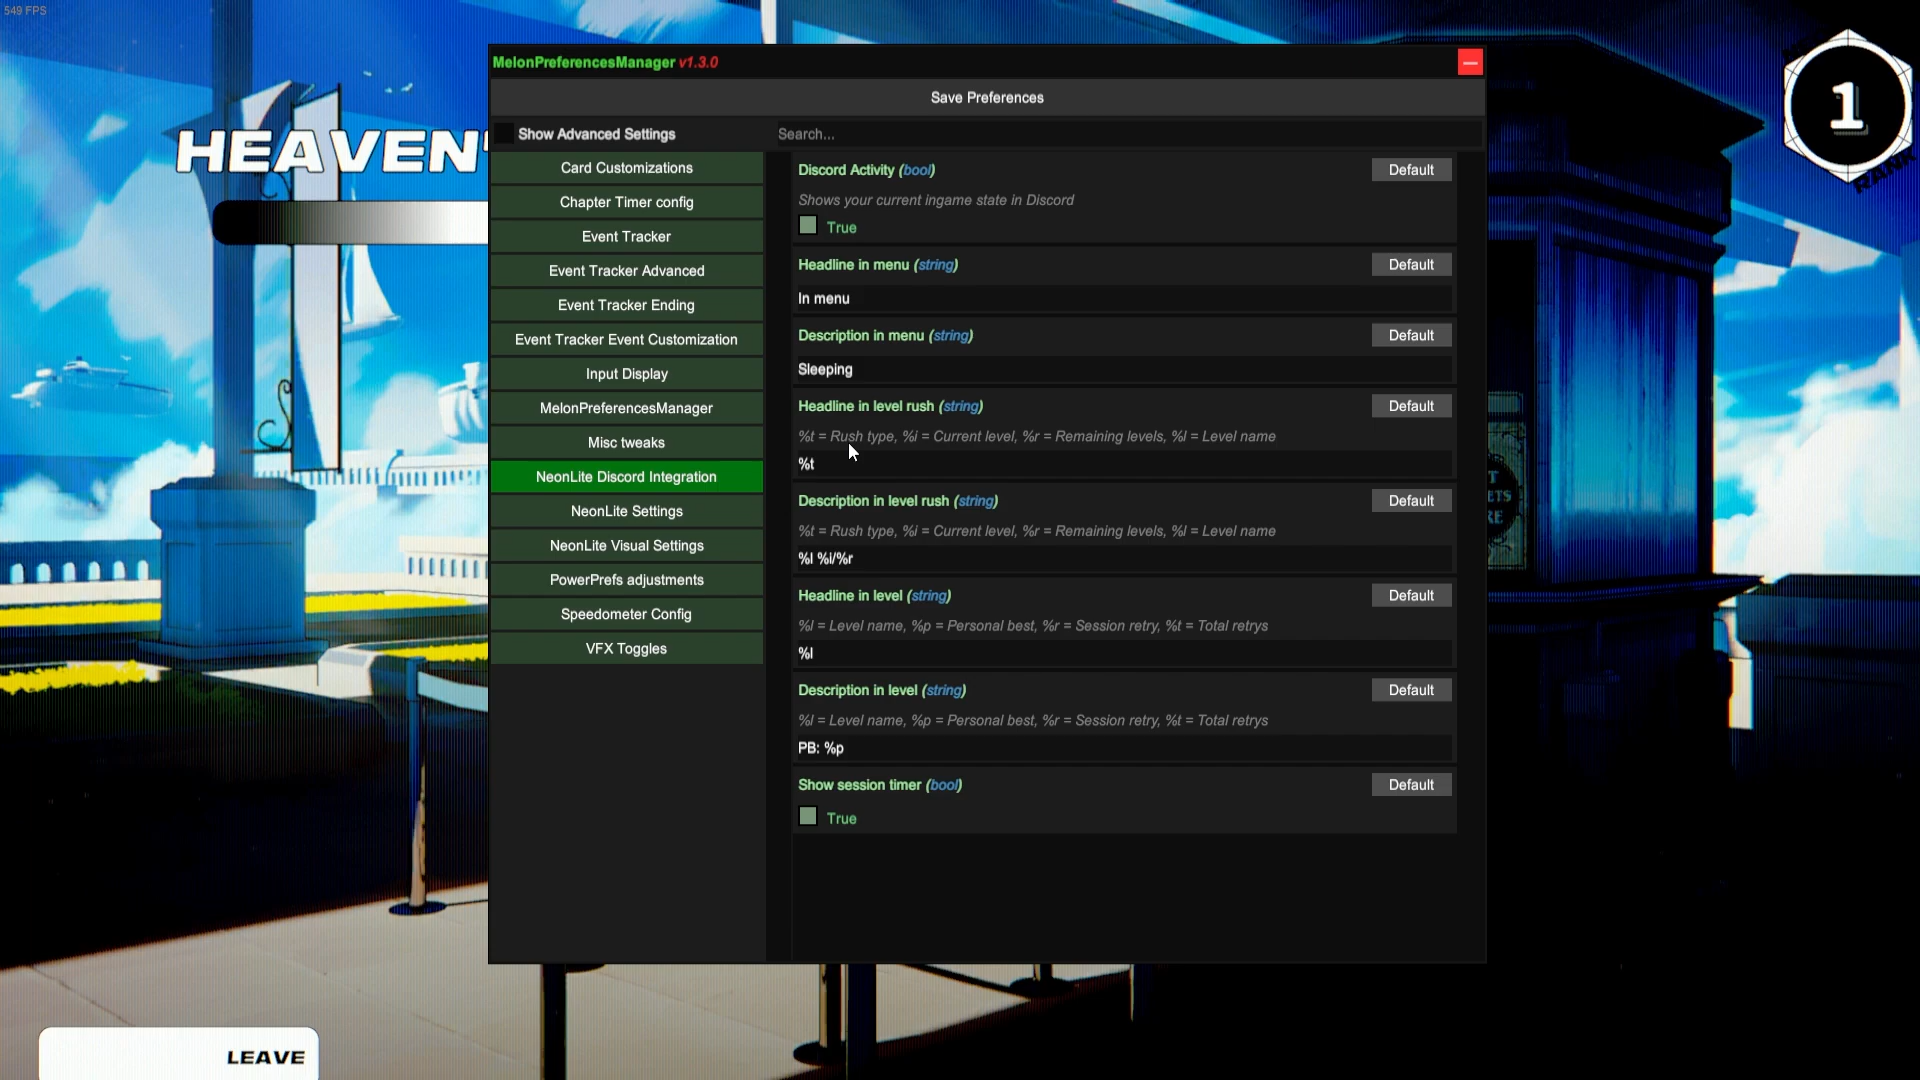 549 FPS
MelonPreferencesManager v1.3.0
Save Preferences
Show Advanced Settings
Search...
HEAVEN'
1
RANK
Card Customizations
Chapter Timer config
Event Tracker
Event Tracker Advanced
Event Tracker Ending
Event Tracker Event Customization
Input Display
MelonPreferencesManager
Misc tweaks
NeonLite Discord Integration
NeonLite Settings
NeonLite Visual Settings
PowerPrefs adjustments
Speedometer Config
VFX Toggles
Discord Activity (bool)
Default
Shows your current ingame state in Discord
True
Headline in menu (string)
Default
In menu
Description in menu (string)
Default
Sleeping
Headline in level rush (string)
Default
%t = Rush type, %i = Current level, %r = Remaining levels, %l = Level name
%t
Description in level rush (string)
Default
%t = Rush type, %i = Current level, %r = Remaining levels, %l = Level name
%l %i/%r
Headline in level (string)
Default
%l = Level name, %p = Personal best, %r = Session retry, %t = Total retrys
%l
Description in level (string)
Default
%l = Level name, %p = Personal best, %r = Session retry, %t = Total retrys
PB: %p
Show session timer (bool)
Default
True
LEAVE